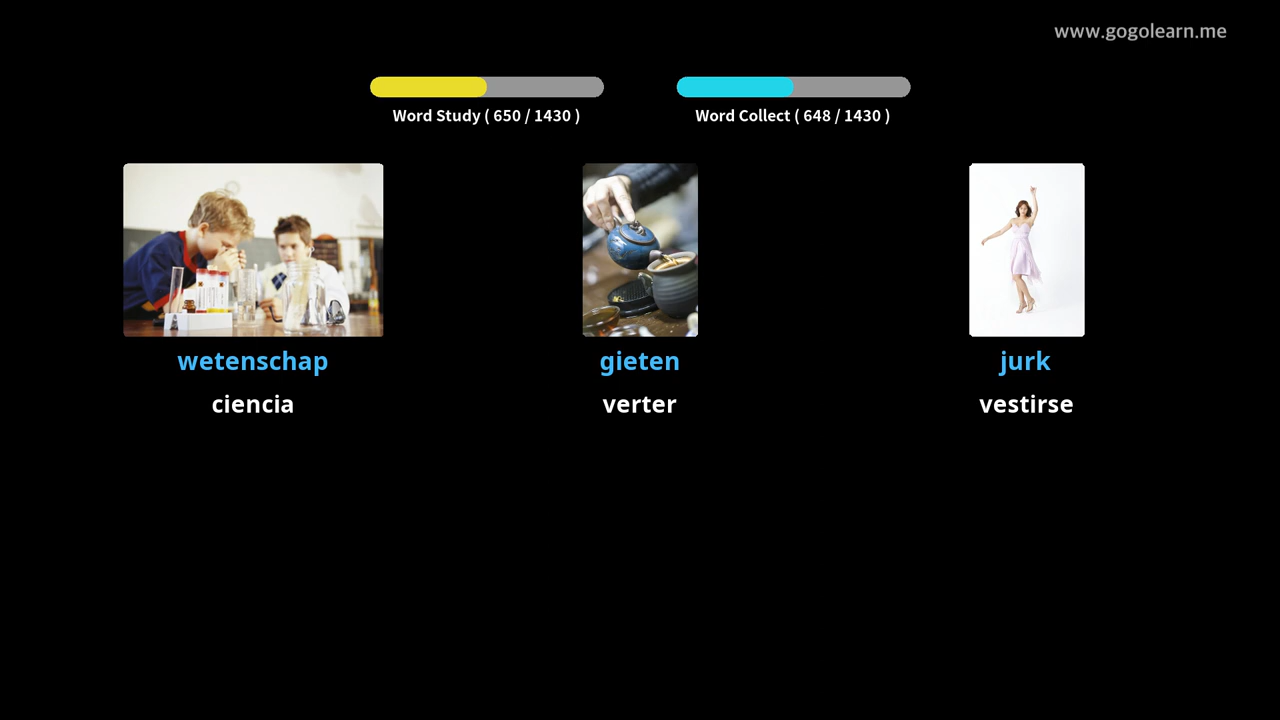 www.gogolearn.me
Word Study ( 650 / 1430 )
Word Collect ( 648 / 1430 )
wetenschap
ciencia
gieten
verter
jurk
vestirse